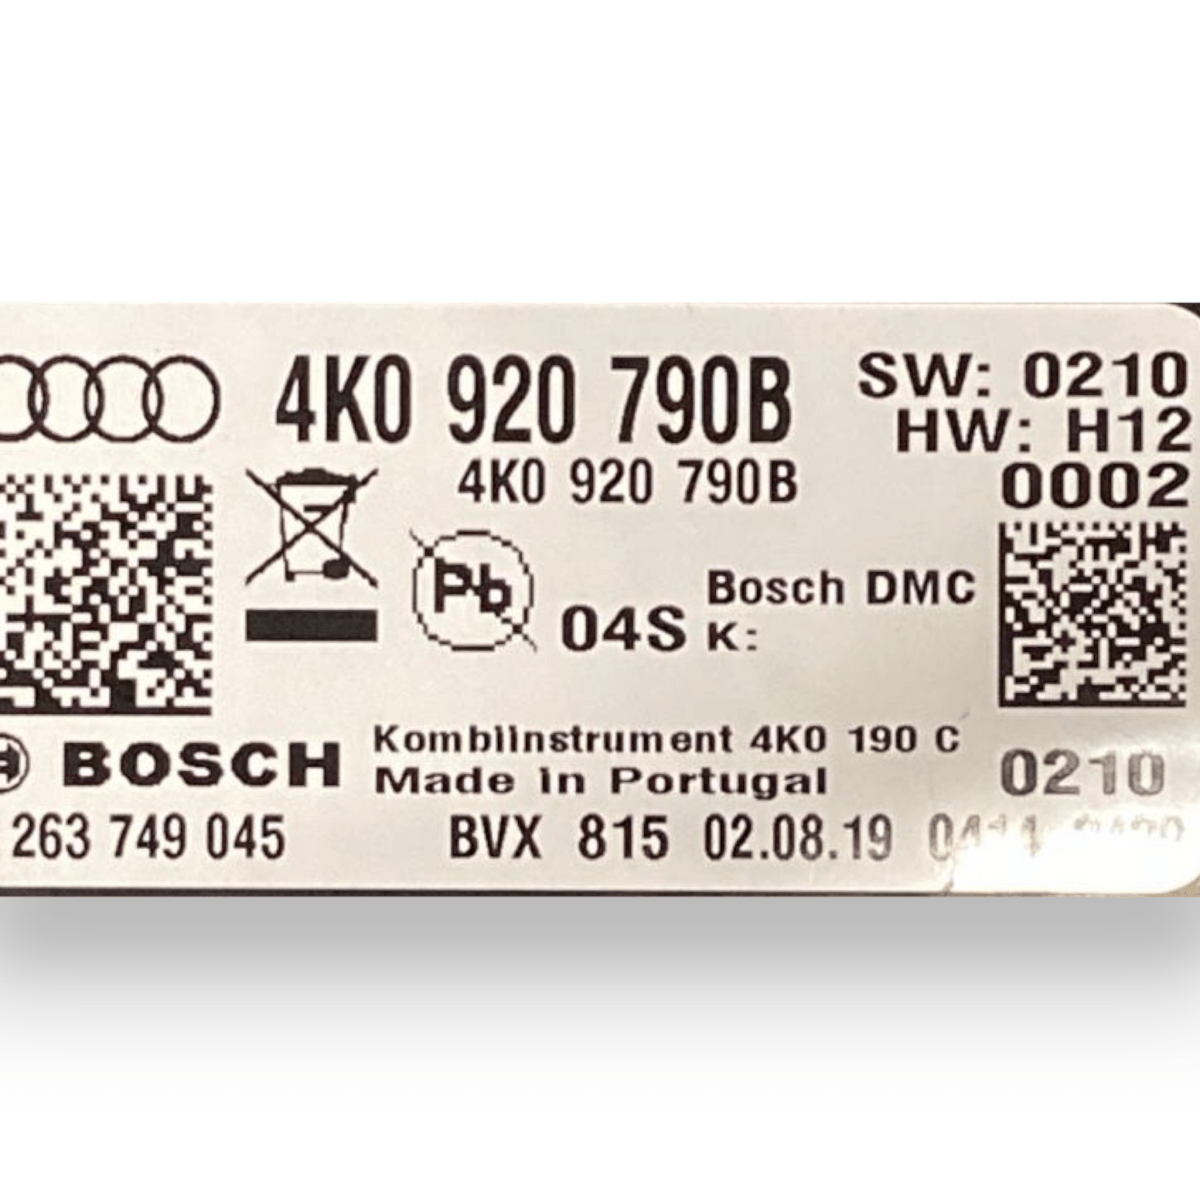 4K0 920 790B
SW: 0210
HW: H12
4K0 920 790B
0002
Pb
04S
Bosch DMC
K:
BOSCH
Kombiinstrument 4K0 190 C
Made in Portugal
0210
263 749 045
BVX 815 02.08.19